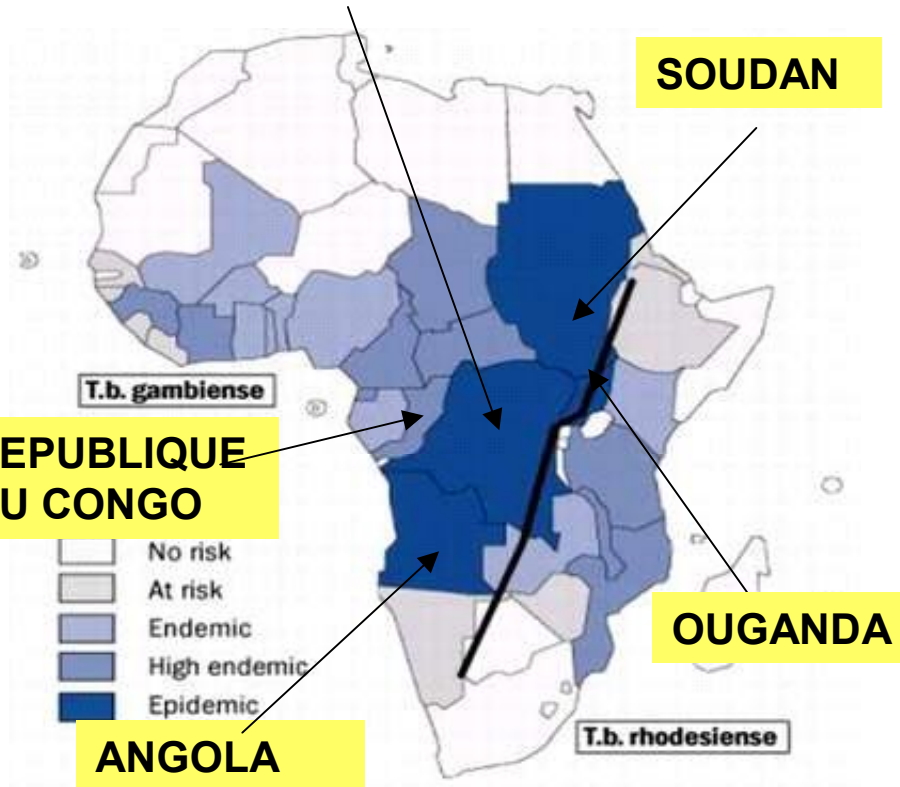 SOUDAN
T.b. gambiense
EPUBLIQUE
U CONGO
No risk
At risk
Endemic
High endemic
Epidemic
OUGANDA
ANGOLA
T.b. rhodesiense